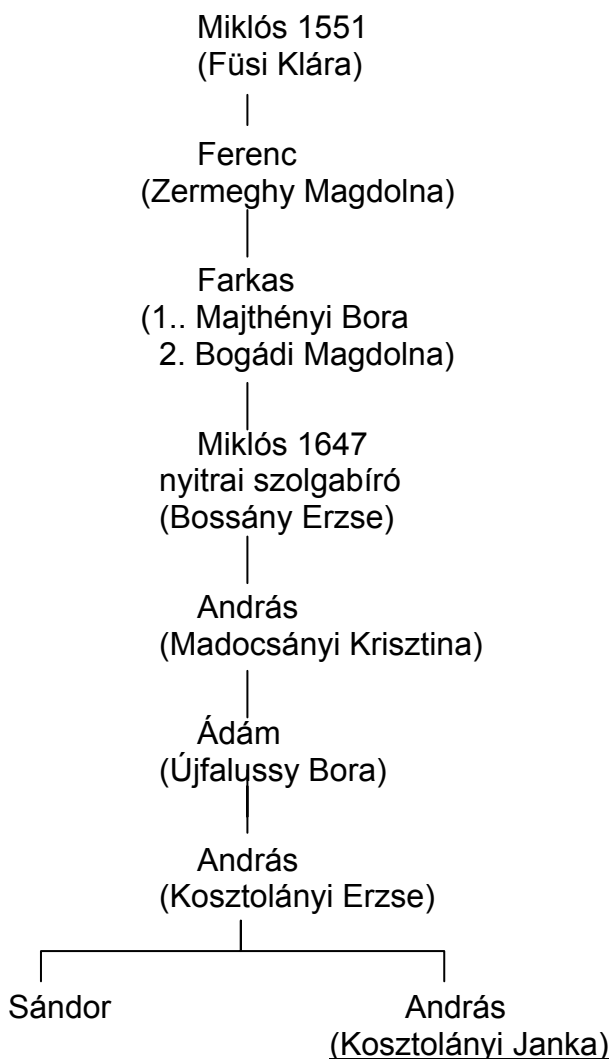 Miklós 1551
(Füsi Klára)
Ferenc
(Zermeghy Magdolna)
Farkas
(1.. Majthényi Bora
2. Bogádi Magdolna)
Miklós 1647
nyitrai szolgabíró
(Bossány Erzse)
András
(Madocsányi Krisztina)
Ádám
(Újfalussy Bora)
András
(Kosztolányi Erzse)
Sándor András
(Kosztolányi Janka)